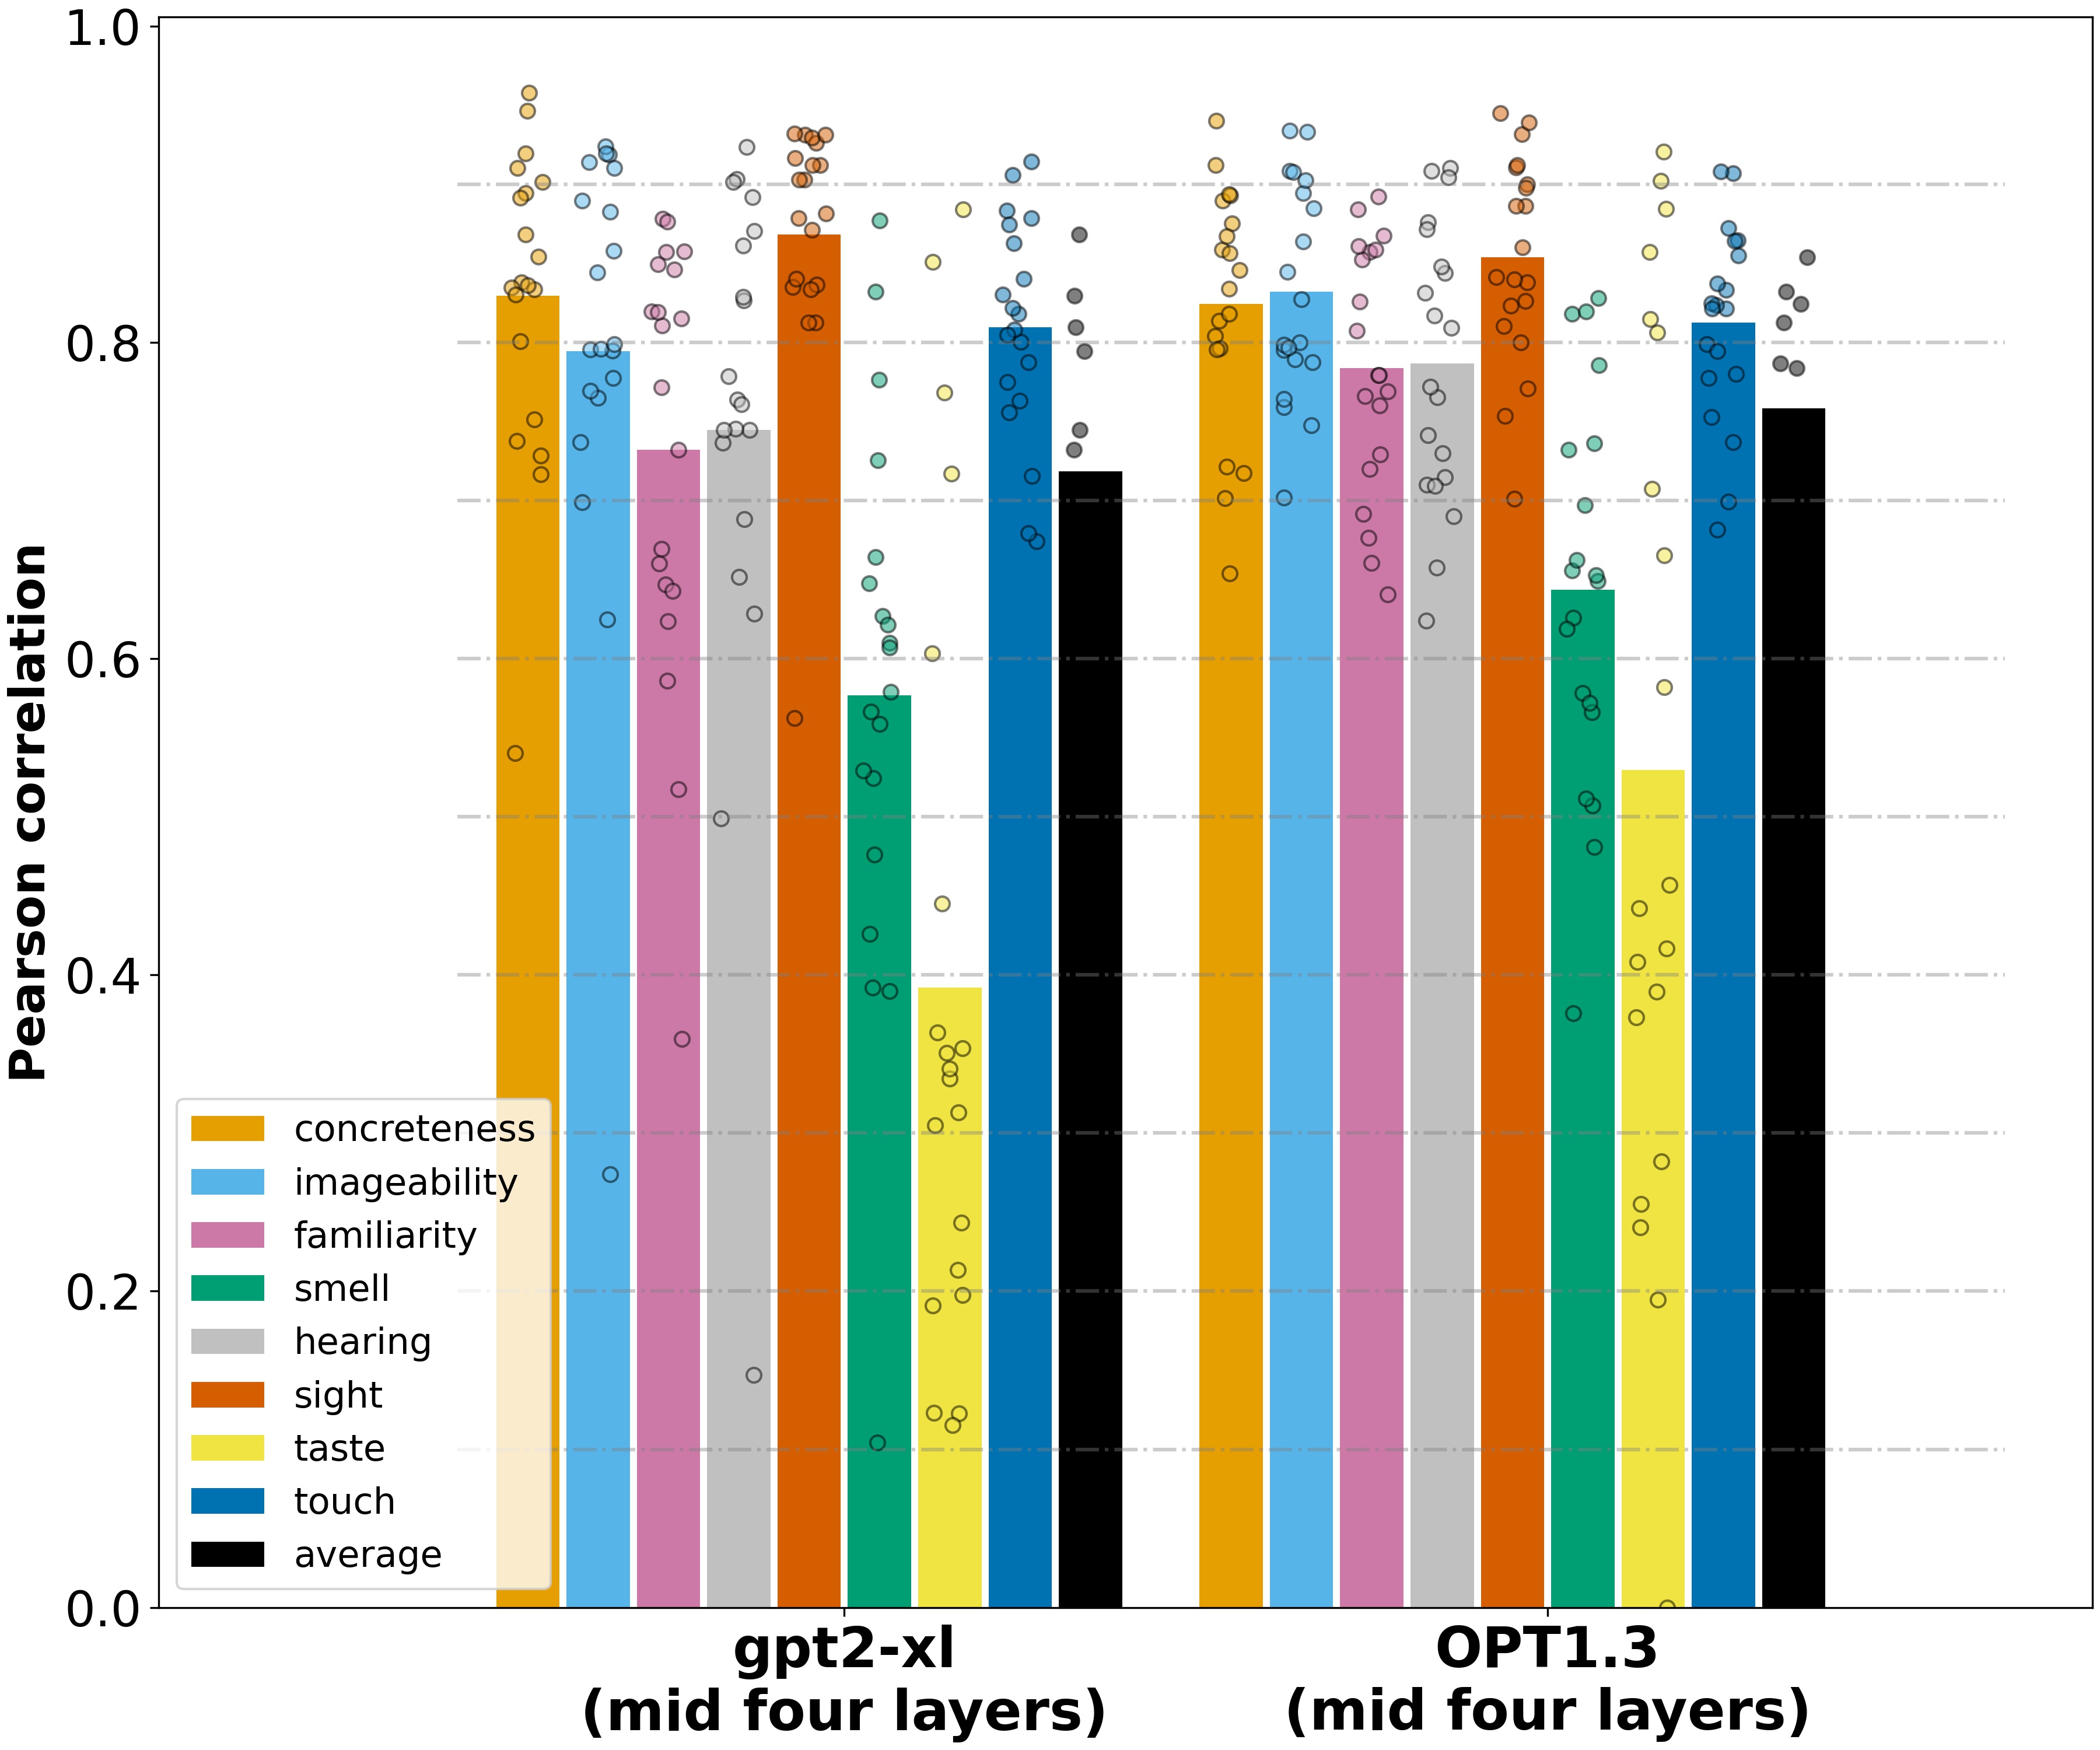 Pearson correlation
1.0
0.8
0.6
0.4
0.2
0.0
concreteness
imageability
familiarity
smell
hearing
sight
taste
touch
average
gpt2-xl
(mid four layers)
OPT1.3
(mid four layers)